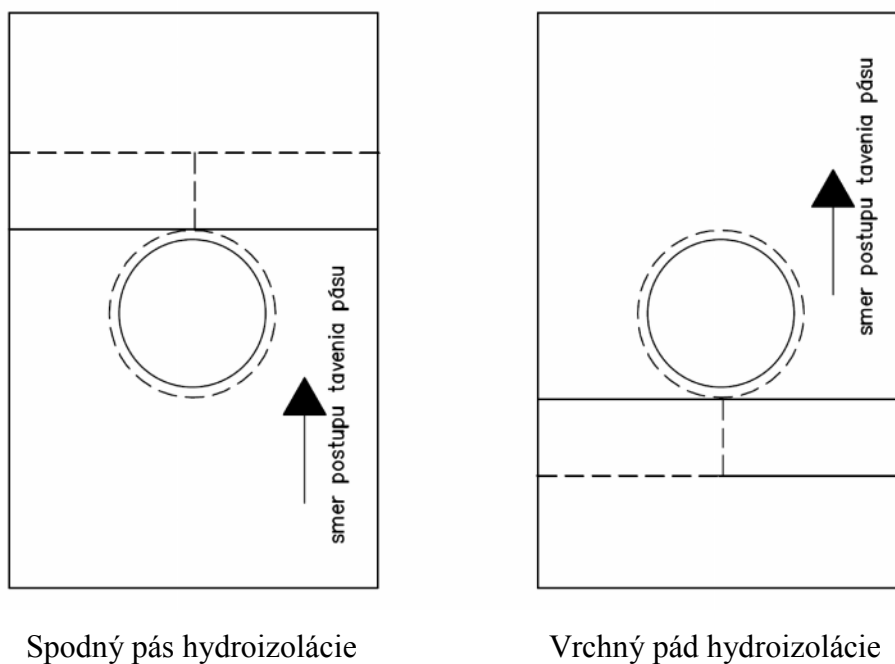 smer postupu tavenia pásu
smer postupu tavenia pásu
Spodný pás hydroizolácie
Vrchný pád hydroizolácie